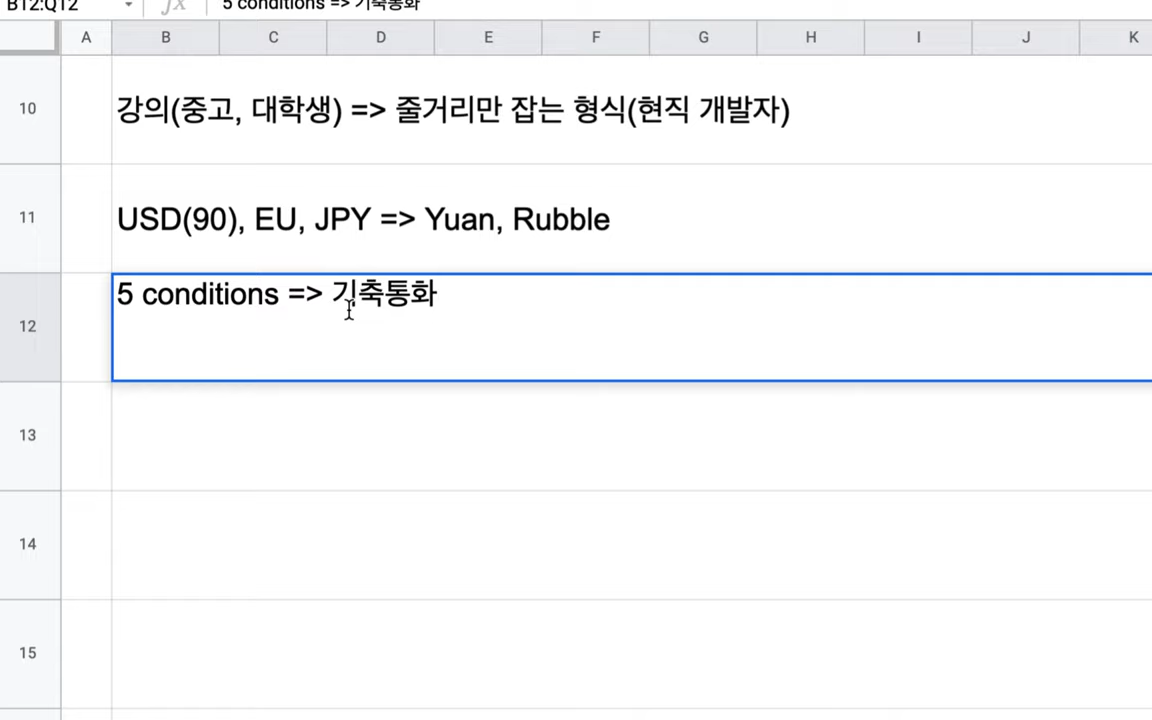 B12:Q12 fx 5 conditions => 기축통화
A B C D E F G H I J K
10 강의(중고, 대학생) => 줄거리만 잡는 형식(현직 개발자)
11 USD(90), EU, JPY => Yuan, Rubble
12 5 conditions => 기축통화
13
14
15